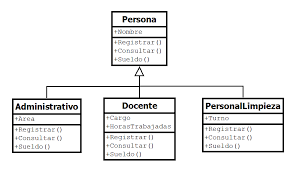 Persona
+Nombre
+Registrar()
+Consultar()
+Sueldo()
Administrativo
+Area
+Registrar()
+Consultar()
+Sueldo()
Docente
+Cargo
+HorasTrabajadas
+Registrar()
+Consultar()
+Sueldo()
PersonalLimpieza
+Turno
+Registrar()
+Consultar()
+Sueldo()